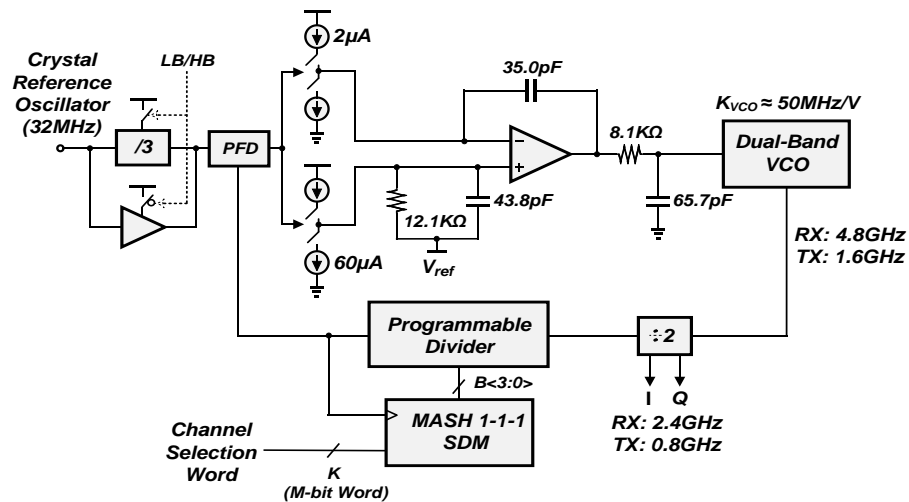 Crystal
Reference
Oscillator
(32MHz)
LB/HB
/3
PFD
2µA
60µA
35.0pF
12.1KΩ
43.8pF
Vref
8.1KΩ
65.7pF
KVCO ≈ 50MHz/V
Dual-Band
VCO
RX: 4.8GHz
TX: 1.6GHz
÷2
I Q
RX: 2.4GHz
TX: 0.8GHz
Programmable
Divider
B<3:0>
MASH 1-1-1
SDM
Channel
Selection
Word
K
(M-bit Word)